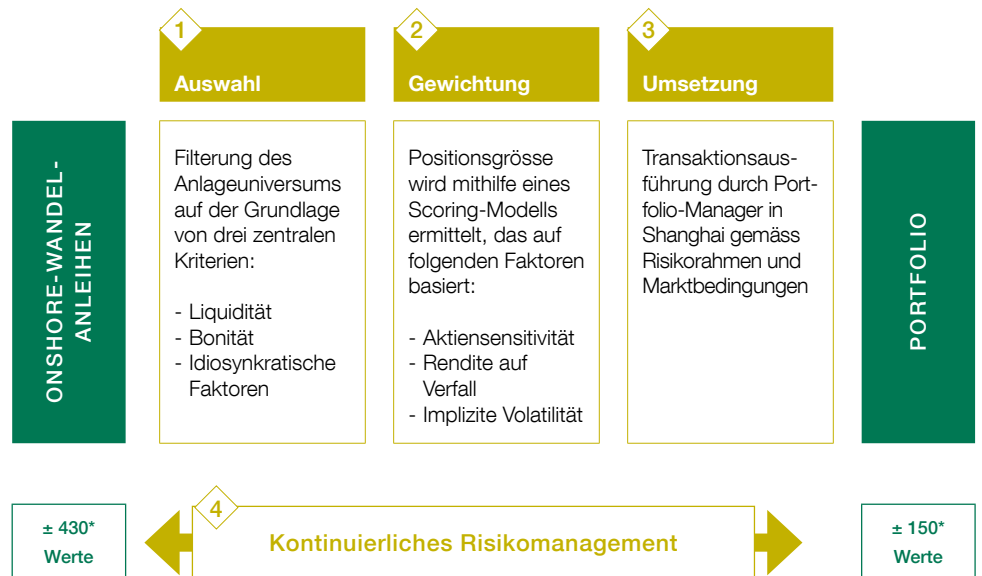 1
Auswahl
2
Gewichtung
3
Umsetzung
ONSHORE-WANDEL-
ANLEIHEN
Filterung des
Anlageuniversums
auf der Grundlage
von drei zentralen
Kriterien:
- Liquidität
- Bonität
- Idiosynkratische
Faktoren
Positionsgrösse
wird mithilfe eines
Scoring-Modells
ermittelt, das auf
folgenden Faktoren
basiert:
- Aktiensensitivität
- Rendite auf
Verfall
- Implizite Volatilität
Transaktionsaus-
führung durch Port-
folio-Manager in
Shanghai gemäss
Risikorahmen und
Marktbedingungen
PORTFOLIO
± 430*
Werte
4
Kontinuierliches Risikomanagement
± 150*
Werte